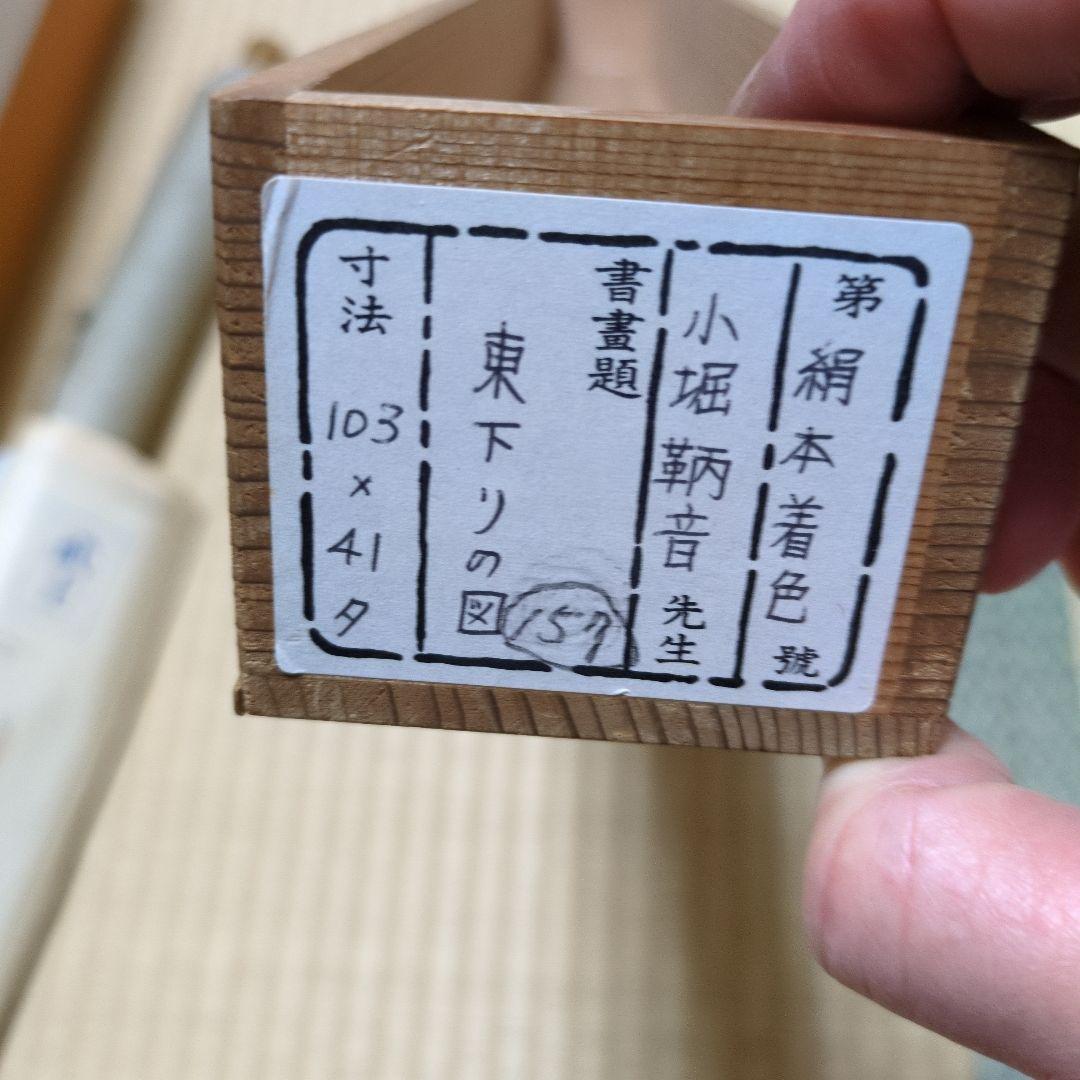 第 絹本着色 號
小堀鞆音 先生
書畫題
東下りの図
157
寸法 103×41 タ